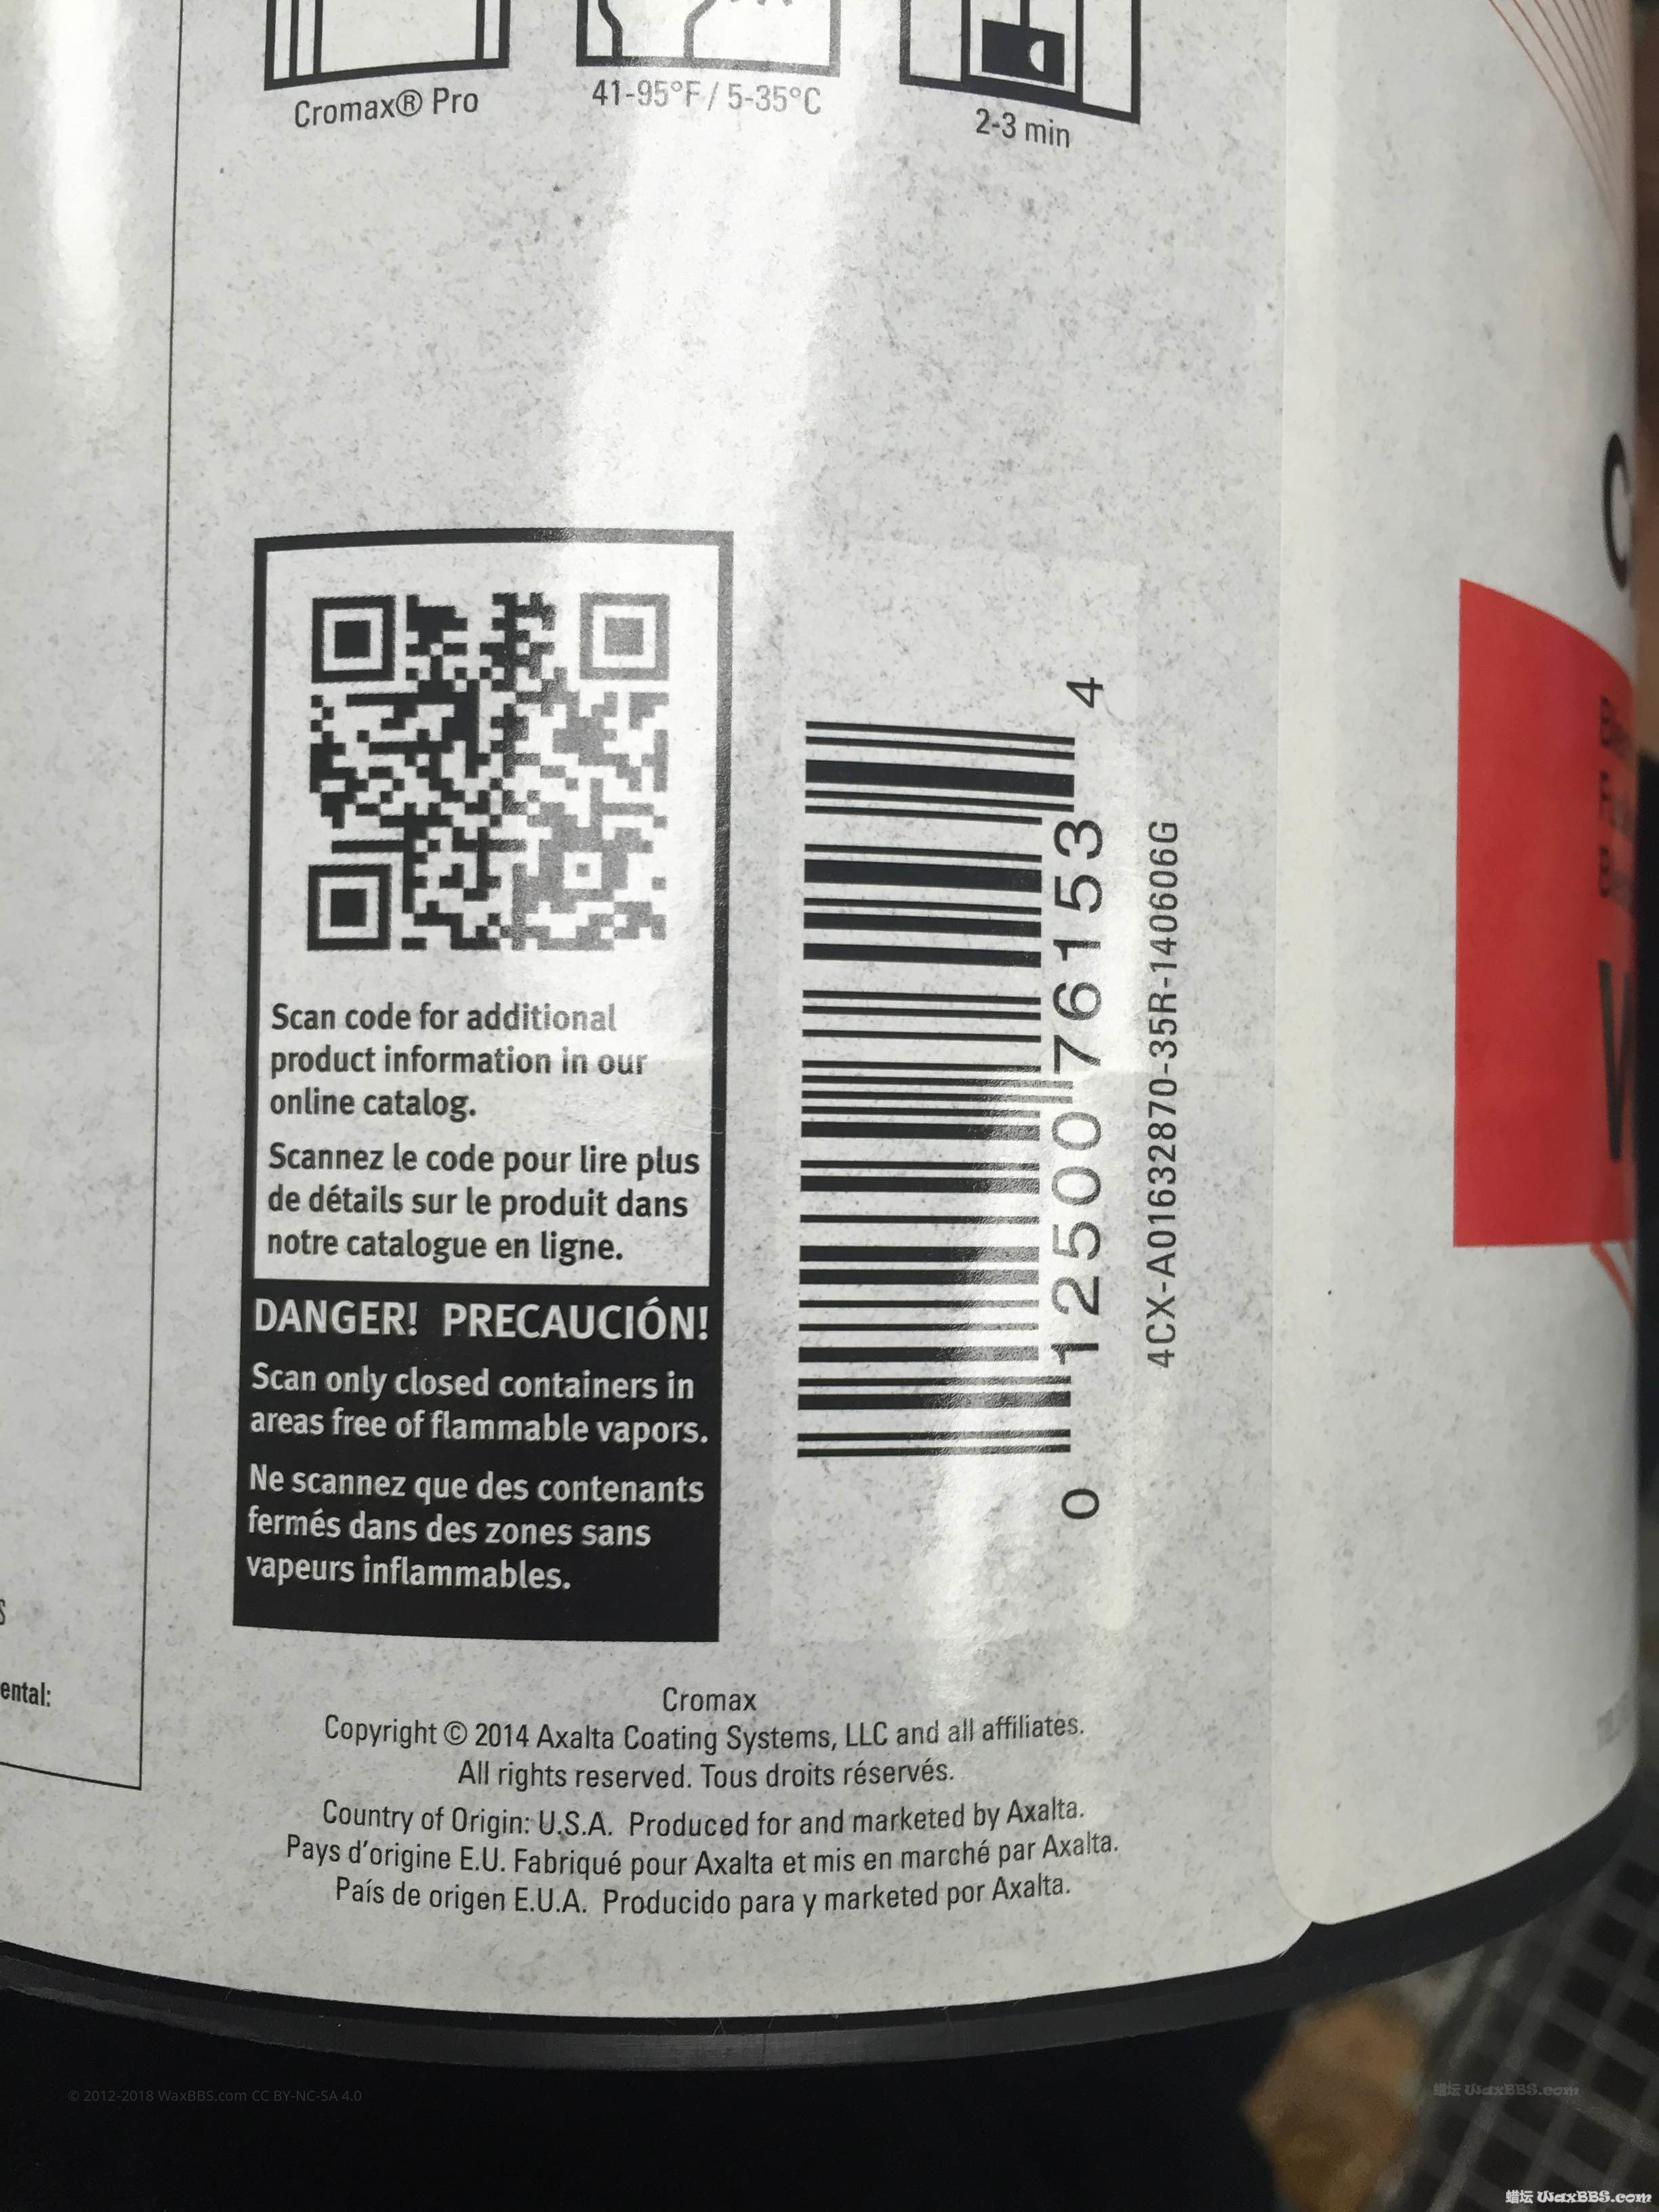 Cromax® Pro
41-95°F / 5-35°C
2-3 min
Scan code for additional
product information in our
online catalog.
Scannez le code pour lire plus
de détails sur le produit dans
notre catalogue en ligne.
DANGER! PRECAUCIÓN!
Scan only closed containers in
areas free of flammable vapors.
Ne scannez que des contenants
fermés dans des zones sans
vapeurs inflammables.
0 12500 76153 4
4CX-A01632870-35R-140606G
ental:
Cromax
Copyright © 2014 Axalta Coating Systems, LLC and all affiliates.
All rights reserved. Tous droits réservés.
Country of Origin: U.S.A. Produced for and marketed by Axalta.
Pays d'origine E.U. Fabriqué pour Axalta et mis en marché par Axalta.
País de origen E.U.A. Producido para y marketed por Axalta.
© 2012-2018 WaxBBS.com CC BY-NC-SA 4.0
蜡坛 WaxBBS.com
蜡坛 WaxBBS.com